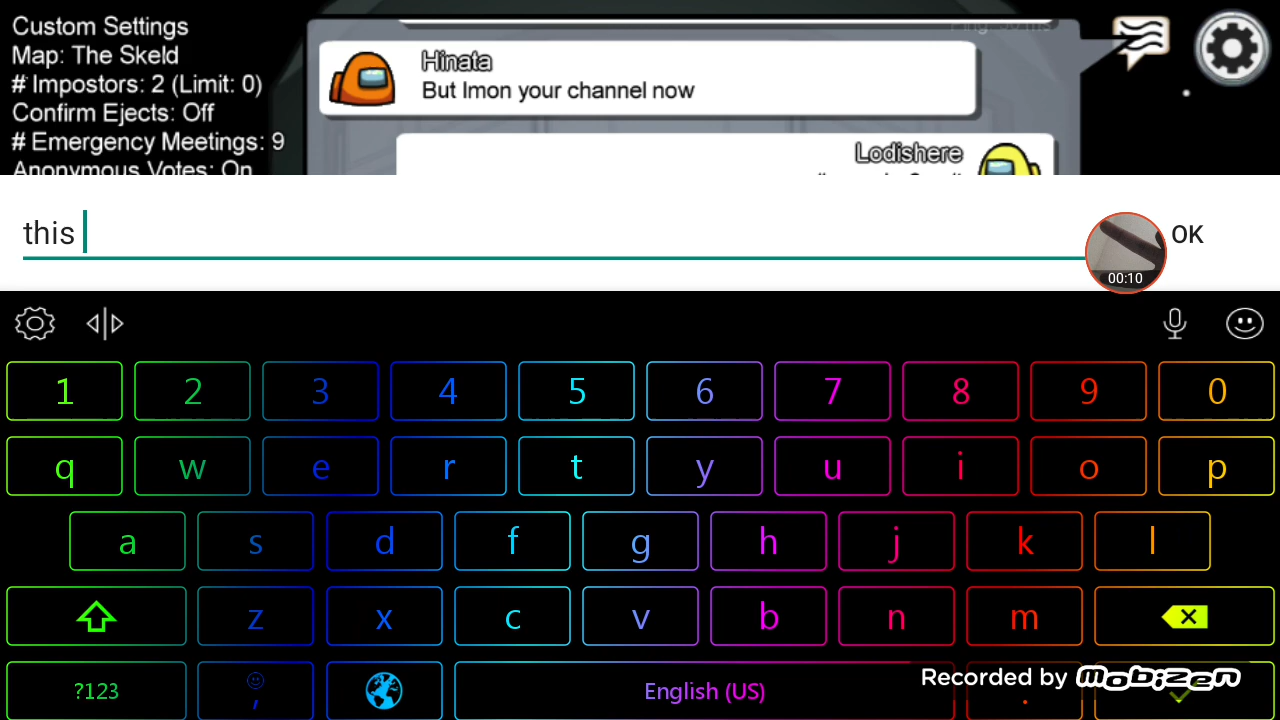 Custom Settings
Map: The Skeld
# Impostors: 2 (Limit: 0)
Confirm Ejects: Off
# Emergency Meetings: 9
Anonymous Votes: On
Hinata
But Imon your channel now
Lodishere
this
OK
00:10
1 2 3 4 5 6 7 8 9 0
q w e r t y u i o p
a s d f g h j k l
z x c v b n m
?123 , English (US) .
Recorded by mobizen